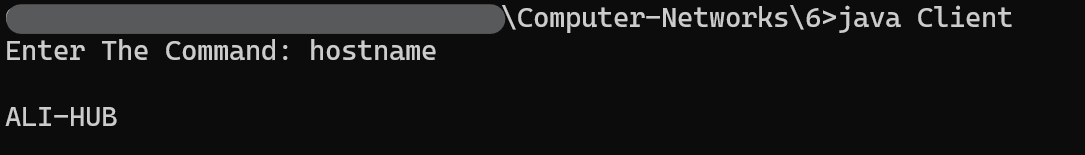 \Computer-Networks\6>java Client
Enter The Command: hostname
ALI-HUB